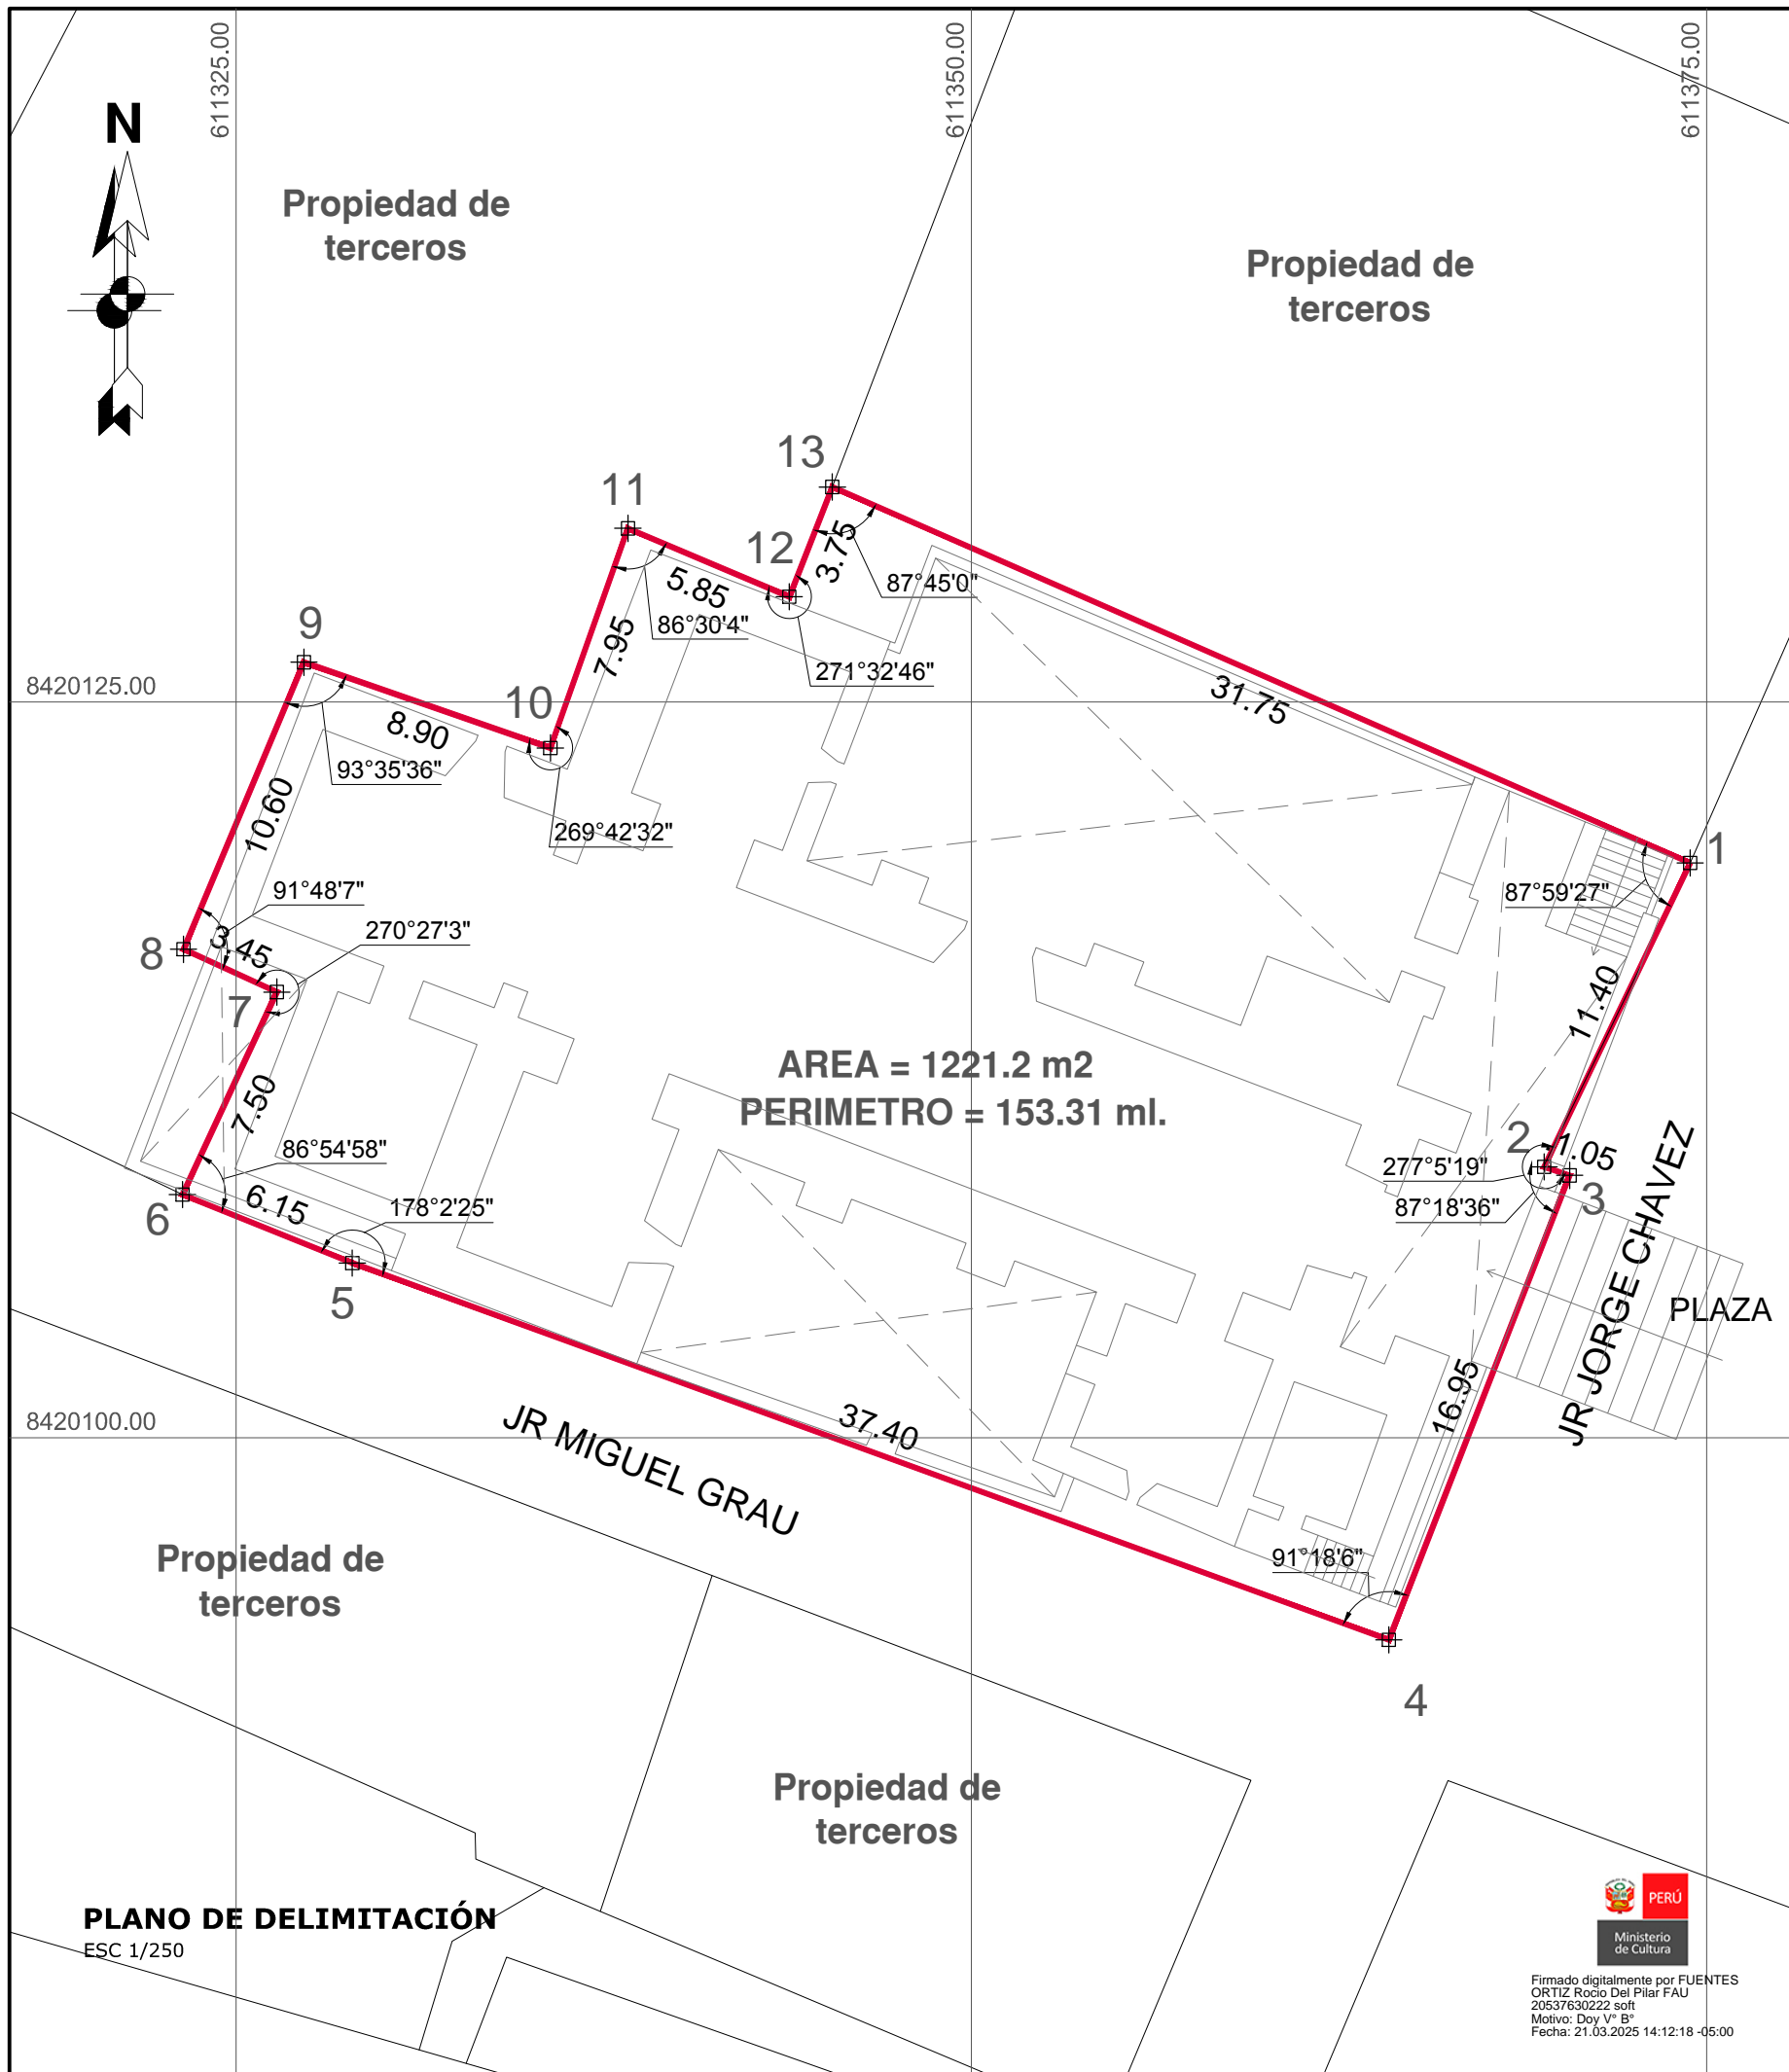 611325.00
611350.00
611375.00
N
Propiedad de
terceros
Propiedad de
terceros
13
11
12
3.75
87°45'0"
5.85
86°30'4"
9
7.95
271°32'46"
8420125.00
10
31.75
8.90
93°35'36"
10.60
269°42'32"
1
87°59'27"
91°48'7"
270°27'3"
8
3.45
7
11.40
AREA = 1221.2 m2
PERIMETRO = 153.31 ml.
7.50
86°54'58"
2
1.05
277°5'19"
3
87°18'36"
6
6.15
178°2'25"
5
JR JORGE CHAVEZ
PLAZA
16.95
8420100.00
37.40
JR MIGUEL GRAU
91°18'6"
Propiedad de
terceros
4
Propiedad de
terceros
PLANO DE DELIMITACIÓN
ESC 1/250
PERÚ
Ministerio
de Cultura
Firmado digitalmente por FUENTES
ORTIZ Rocio Del Pilar FAU
20537630222 soft
Motivo: Doy V° B°
Fecha: 21.03.2025 14:12:18 -05:00